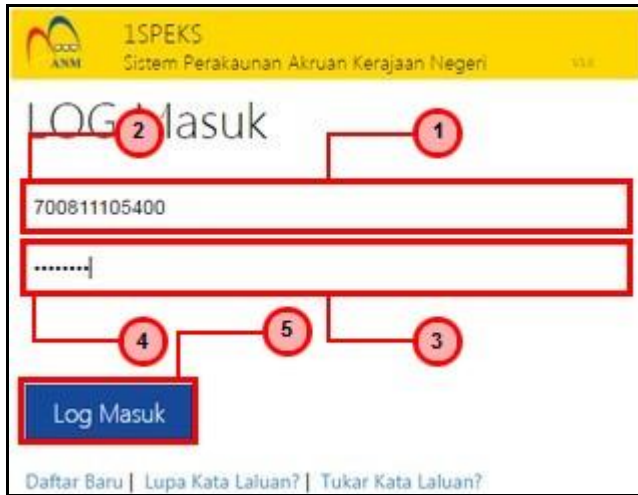 1SPEKS
ANM
Sistem Perakaunan Akruan Kerajaan Negeri
LOG Masuk
2
1
700811105400
........
4
5
3
Log Masuk
Daftar Baru | Lupa Kata Laluan? | Tukar Kata Laluan?